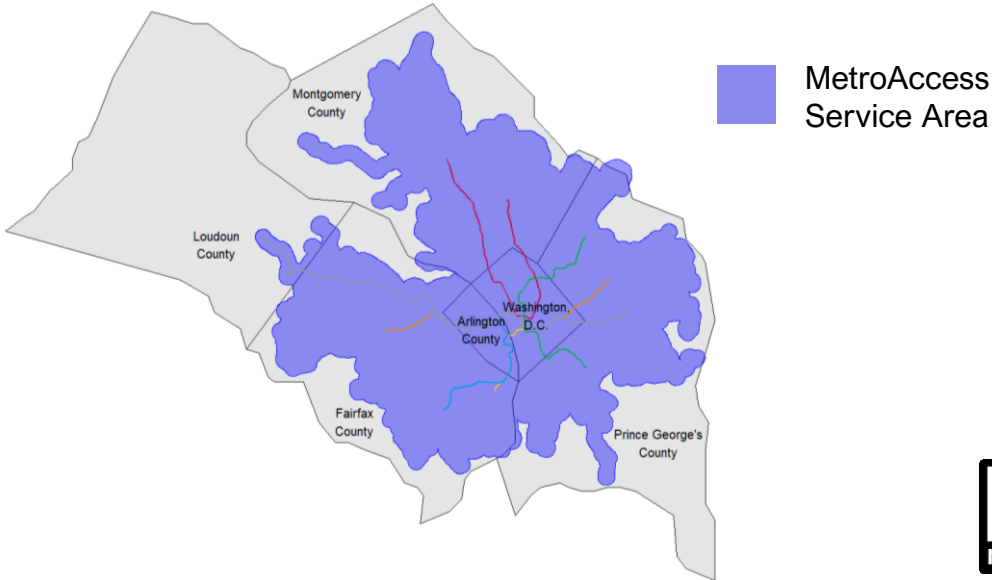 MetroAccess
Service Area
Montgomery
County
Loudoun
County
Washington,
D.C.
Arlington
County
Fairfax
County
Prince George's
County